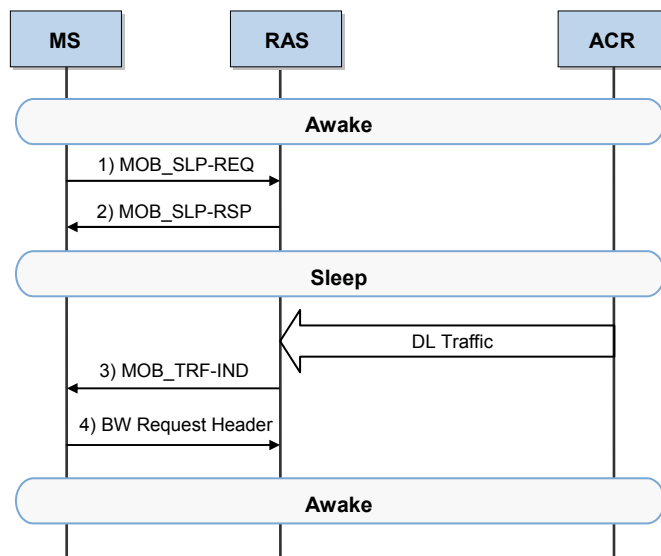 MS
RAS
ACR
Awake
1) MOB_SLP-REQ
2) MOB_SLP-RSP
Sleep
DL Traffic
3) MOB_TRF-IND
4) BW Request Header
Awake